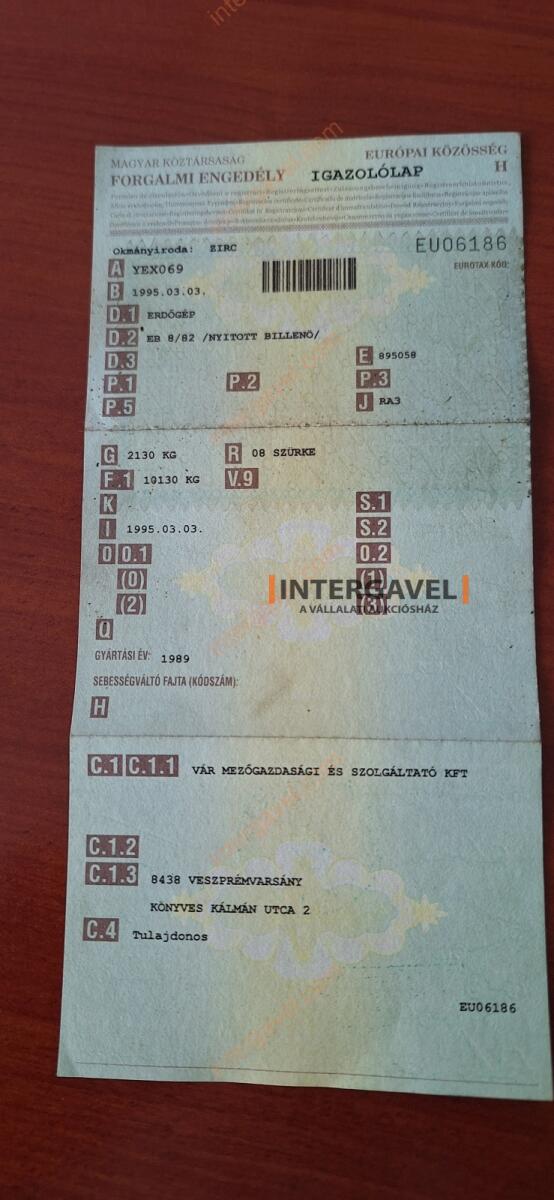 MAGYAR KÖZTÁRSASÁG
EURÓPAI KÖZÖSSÉG
FORGALMI ENGEDÉLY IGAZOLÓLAP H
Okmányiroda: ZIRC EU06186
A YEX069 EUROTAX KÓD:
B 1995.03.03.
D.1 ERDŐGÉP
D.2 EB 8/82 /NYITOTT BILLENŐ/
D.3 E 895058
P.1 P.2 P.3
P.5 J RA3
G 2130 KG R 08 SZÜRKE
F.1 10130 KG V.9
K S.1
I 1995.03.03. S.2
O O.1 O.2
(0) (1)
INTERGAVEL
(2)
A VÁLLALATI AUKCIÓSHÁZ
Q
GYÁRTÁSI ÉV: 1989
SEBESSÉGVÁLTÓ FAJTA (KÓDSZÁM):
H
C.1 C.1.1 VÁR MEZŐGAZDASÁGI ÉS SZOLGÁLTATÓ KFT
C.1.2
C.1.3 8438 VESZPRÉMVARSÁNY
KÖNYVES KÁLMÁN UTCA 2
C.4 Tulajdonos
EU06186